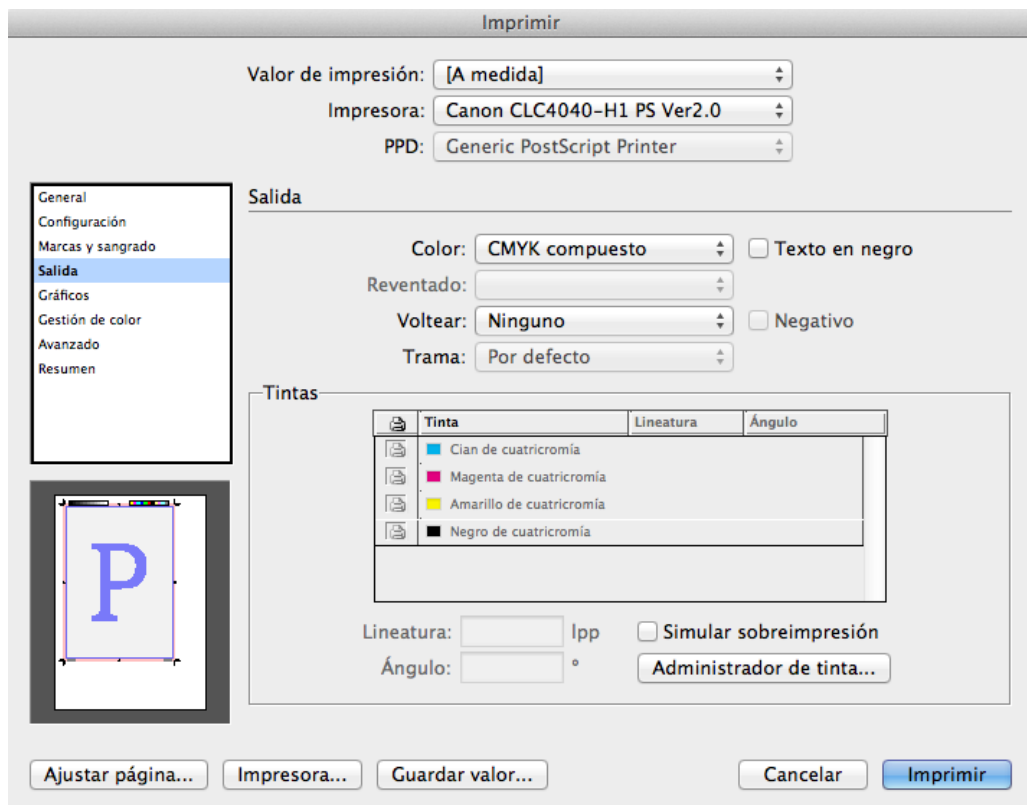 Imprimir
Valor de impresión: [A medida]
Impresora: Canon CLC4040-H1 PS Ver2.0
PPD: Generic PostScript Printer
General
Configuración
Marcas y sangrado
Salida
Gráficos
Gestión de color
Avanzado
Resumen
Salida
Color: CMYK compuesto Texto en negro
Reventado:
Voltear: Ninguno Negativo
Trama: Por defecto
Tintas
Tinta Lineatura Ángulo
Cian de cuatricromía
Magenta de cuatricromía
Amarillo de cuatricromía
Negro de cuatricromía
Lineatura: lpp Simular sobreimpresión
Ángulo: ° Administrador de tinta...
P
Ajustar página... Impresora... Guardar valor... Cancelar Imprimir